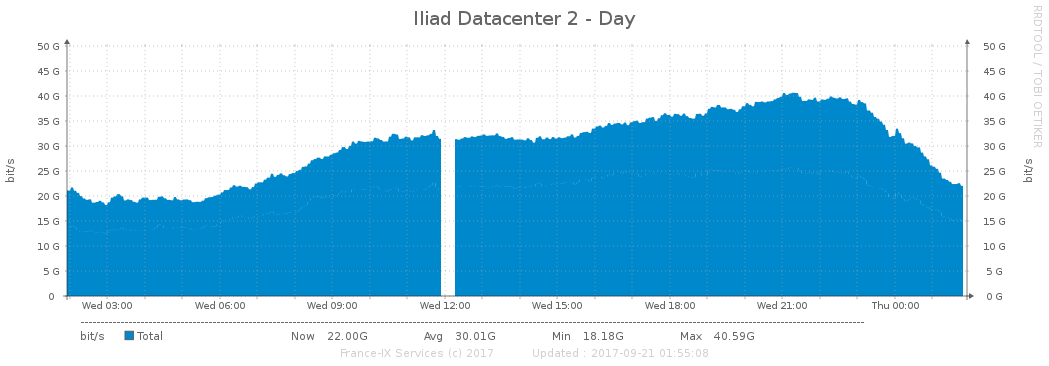 Iliad Datacenter 2 - Day
RRDTOOL / TOBI OETIKER
bit/s
50 G 50 G
45 G 45 G
40 G 40 G
35 G 35 G
30 G 30 G
25 G 25 G
20 G 20 G
15 G 15 G
10 G 10 G
5 G 5 G
0 0 G
bit/s
Wed 03:00 Wed 06:00 Wed 09:00 Wed 12:00 Wed 15:00 Wed 18:00 Wed 21:00 Thu 00:00
bit/s Total Now 22.00G Avg 30.01G Min 18.18G Max 40.59G
France-IX Services (c) 2017 Updated : 2017-09-21 01:55:08